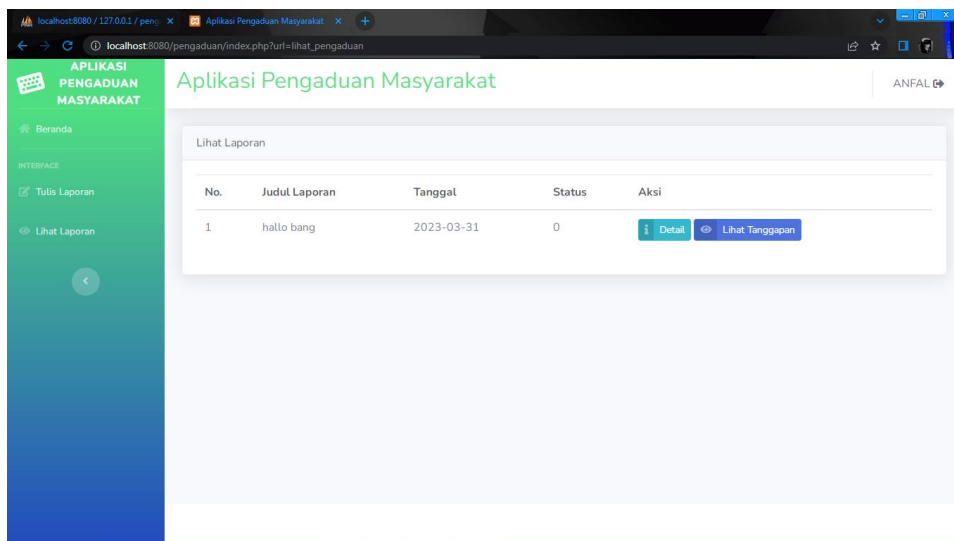 localhost:8080 / 127.0.0.1 / peng
Aplikasi Pengaduan Masyarakat
localhost:8080/pengaduan/index.php?url=lihat_pengaduan
APLIKASI
PENGADUAN
MASYARAKAT
Aplikasi Pengaduan Masyarakat
ANFAL
Beranda
INTERFACE
Tulis Laporan
Lihat Laporan
Lihat Laporan
No. Judul Laporan Tanggal Status Aksi
1 hallo bang 2023-03-31 0 Detail Lihat Tanggapan